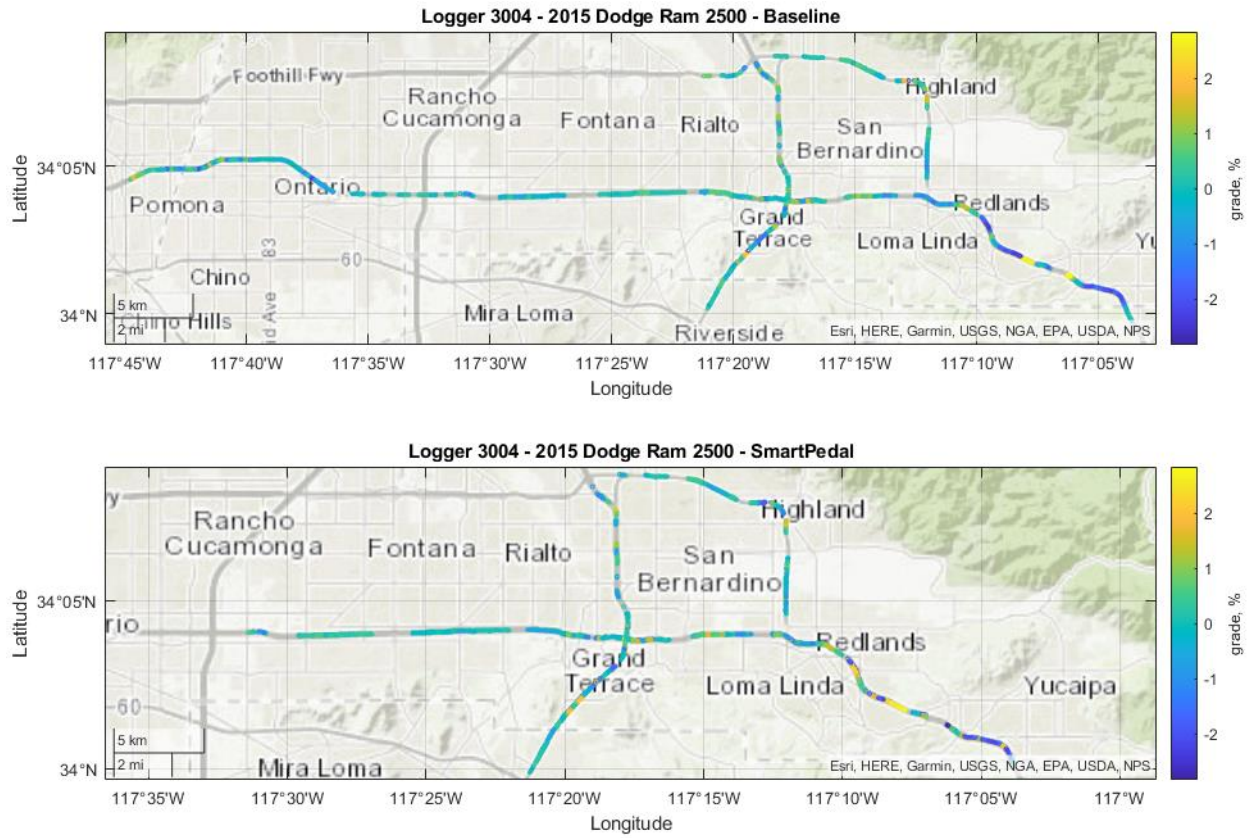 Logger 3004 - 2015 Dodge Ram 2500 - Baseline
Foothill Fwy
Highland
Rancho
Cucamonga
Fontana
Rialto
San
Bernardino
34°05'N
Latitude
Ontario
Pomona
Redlands
Grand
Terrace
Loma Linda
Yu
83
60
Chino
5 km
2 mi
Chino Hills
id Ave
Mira Loma
Riverside
34°N
Esri, HERE, Garmin, USGS, NGA, EPA, USDA, NPS
117°45'W 117°40'W 117°35'W 117°30'W 117°25'W 117°20'W 117°15'W 117°10'W 117°05'W
Longitude
2
1
0
-1
-2
grade, %
Logger 3004 - 2015 Dodge Ram 2500 - SmartPedal
vy
Highland
Rancho
Cucamonga
Fontana
Rialto
San
Bernardino
34°05'N
Latitude
rio
Redlands
Grand
Terrace
Loma Linda
Yucaipa
60
5 km
2 mi
Mira Loma
34°N
Esri, HERE, Garmin, USGS, NGA, EPA, USDA, NPS
117°35'W 117°30'W 117°25'W 117°20'W 117°15'W 117°10'W 117°05'W 117°W
Longitude
2
1
0
-1
-2
grade, %